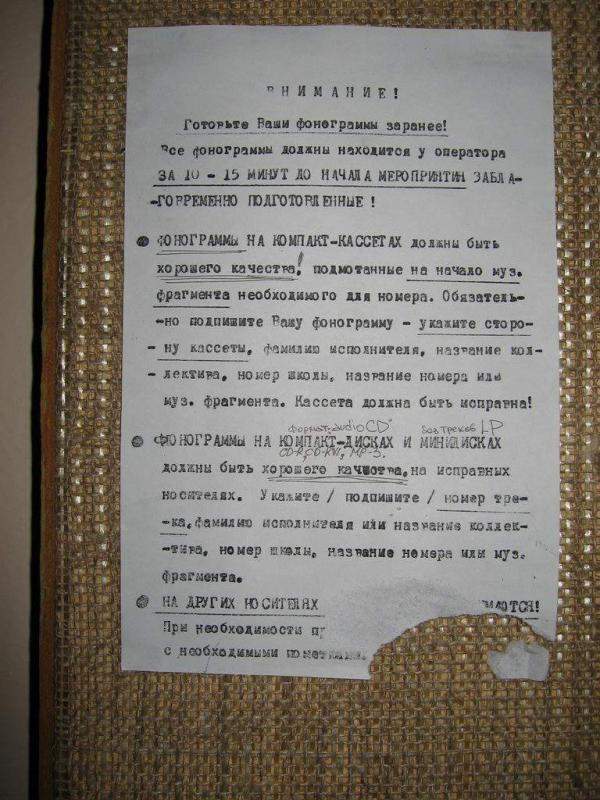 ВНИМАНИЕ!
Готовьте Ваши фонограммы заранее!
Все фонограммы должны находится у оператора
ЗА 10 - 15 МИНУТ ДО НАЧАЛА МЕРОПРИЯТИЯ ЗАБЛА-
-ГОВРЕМЕННО ПОДГОТОВЛЕННЫЕ!
ФОНОГРАММЫ НА КОМПАКТ-КАССЕТАХ должны быть
хорошего качества! подмотанные на начало муз.
фрагмента необходимого для номера. Обязатель-
-но подпишите Вашу фонограмму - укажите сторо-
- ну кассеты, фамилию исполнителя, название кол-
- лектива, номер школы, название номера или
муз. фрагмента. Кассета должна быть исправна!
формат: audioCD без треков LP
ФОНОГРАММЫ НА КОМПАКТ-ДИСКАХ И МИНИДИСКАХ
CD-R, CD-RW, MP-3.
должны быть хорошего качества, на исправных
носителях. Укажите / подпишите / номер тре-
-ка, фамилию исполнителя или название коллек-
-тива, номер школы, название номера или муз.
фрагмента.
НА ДРУГИХ НОСИТЕЛЯХ
При необходимости
с необходимыми пометками.